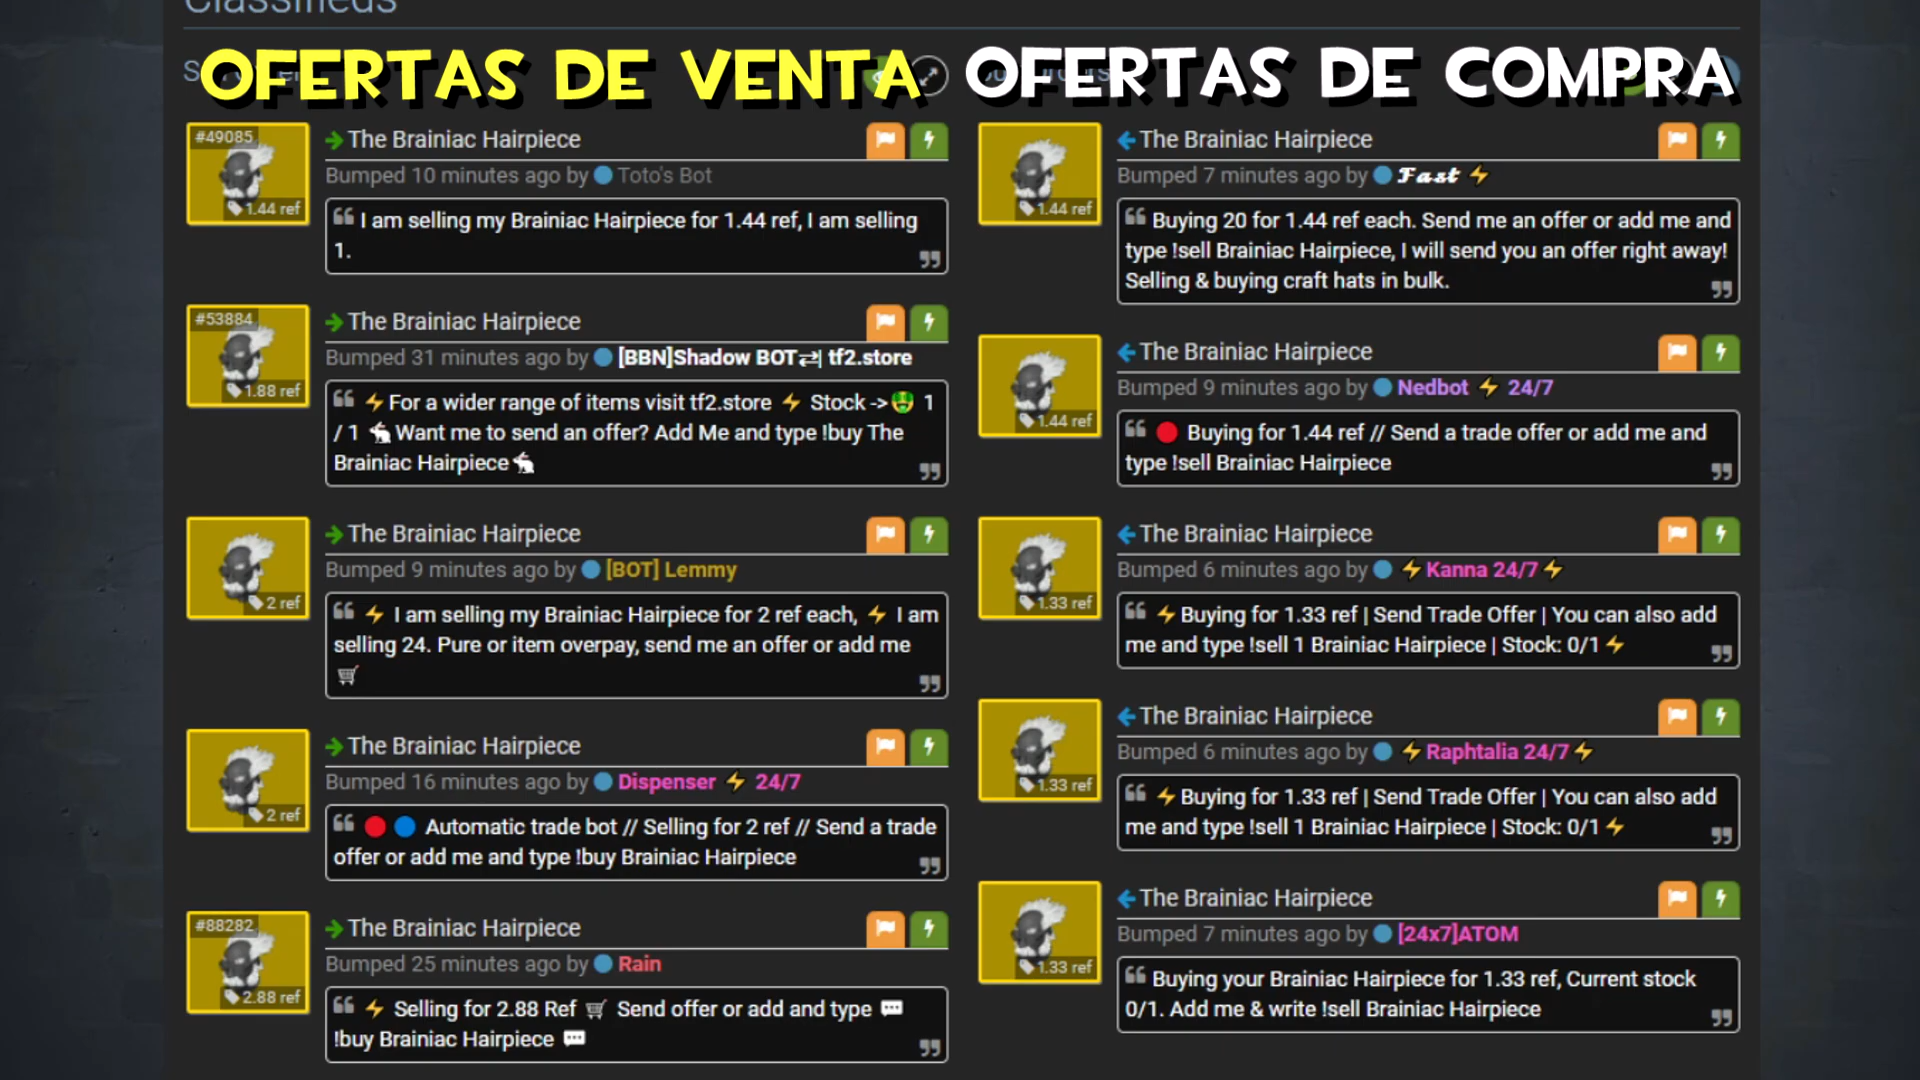 Classifieds
OFERTAS DE VENTA
OFERTAS DE COMPRA
#49085
1.44 ref
The Brainiac Hairpiece
Bumped 10 minutes ago by Toto's Bot
I am selling my Brainiac Hairpiece for 1.44 ref, I am selling
1.
#53884
1.88 ref
The Brainiac Hairpiece
Bumped 31 minutes ago by [BBN]Shadow BOT⇄| tf2.store
⚡For a wider range of items visit tf2.store ⚡ Stock ->🤑 1
/ 1 🐇 Want me to send an offer? Add Me and type !buy The
Brainiac Hairpiece🐇
2 ref
The Brainiac Hairpiece
Bumped 9 minutes ago by [BOT] Lemmy
⚡ I am selling my Brainiac Hairpiece for 2 ref each, ⚡ I am
selling 24. Pure or item overpay, send me an offer or add me
🛒
2 ref
The Brainiac Hairpiece
Bumped 16 minutes ago by Dispenser ⚡ 24/7
🔴 🔵 Automatic trade bot // Selling for 2 ref // Send a trade
offer or add me and type !buy Brainiac Hairpiece
#88282
2.88 ref
The Brainiac Hairpiece
Bumped 25 minutes ago by Rain
⚡ Selling for 2.88 Ref 🛒 Send offer or add and type 💬
!buy Brainiac Hairpiece 💬
1.44 ref
The Brainiac Hairpiece
Bumped 7 minutes ago by 𝓕𝓪𝓼𝓽 ⚡
Buying 20 for 1.44 ref each. Send me an offer or add me and
type !sell Brainiac Hairpiece, I will send you an offer right away!
Selling & buying craft hats in bulk.
1.44 ref
The Brainiac Hairpiece
Bumped 9 minutes ago by Nedbot ⚡ 24/7
🔴 Buying for 1.44 ref // Send a trade offer or add me and
type !sell Brainiac Hairpiece
1.33 ref
The Brainiac Hairpiece
Bumped 6 minutes ago by ⚡Kanna 24/7⚡
⚡Buying for 1.33 ref | Send Trade Offer | You can also add
me and type !sell 1 Brainiac Hairpiece | Stock: 0/1 ⚡
1.33 ref
The Brainiac Hairpiece
Bumped 6 minutes ago by ⚡Raphtalia 24/7⚡
⚡Buying for 1.33 ref | Send Trade Offer | You can also add
me and type !sell 1 Brainiac Hairpiece | Stock: 0/1 ⚡
1.33 ref
The Brainiac Hairpiece
Bumped 7 minutes ago by [24x7]ATOM
Buying your Brainiac Hairpiece for 1.33 ref, Current stock
0/1. Add me & write !sell Brainiac Hairpiece